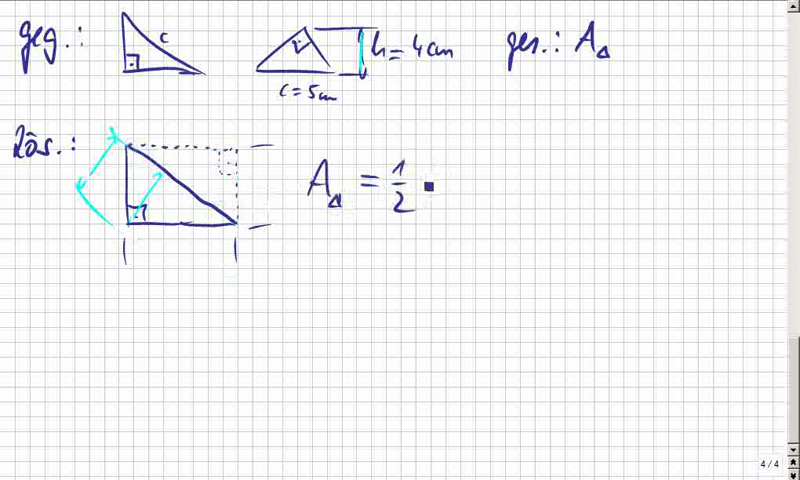 geg.: c h = 4cm ges.: A△
c = 5cm
Lös.:
A△ = 1/2 ·
4 / 4